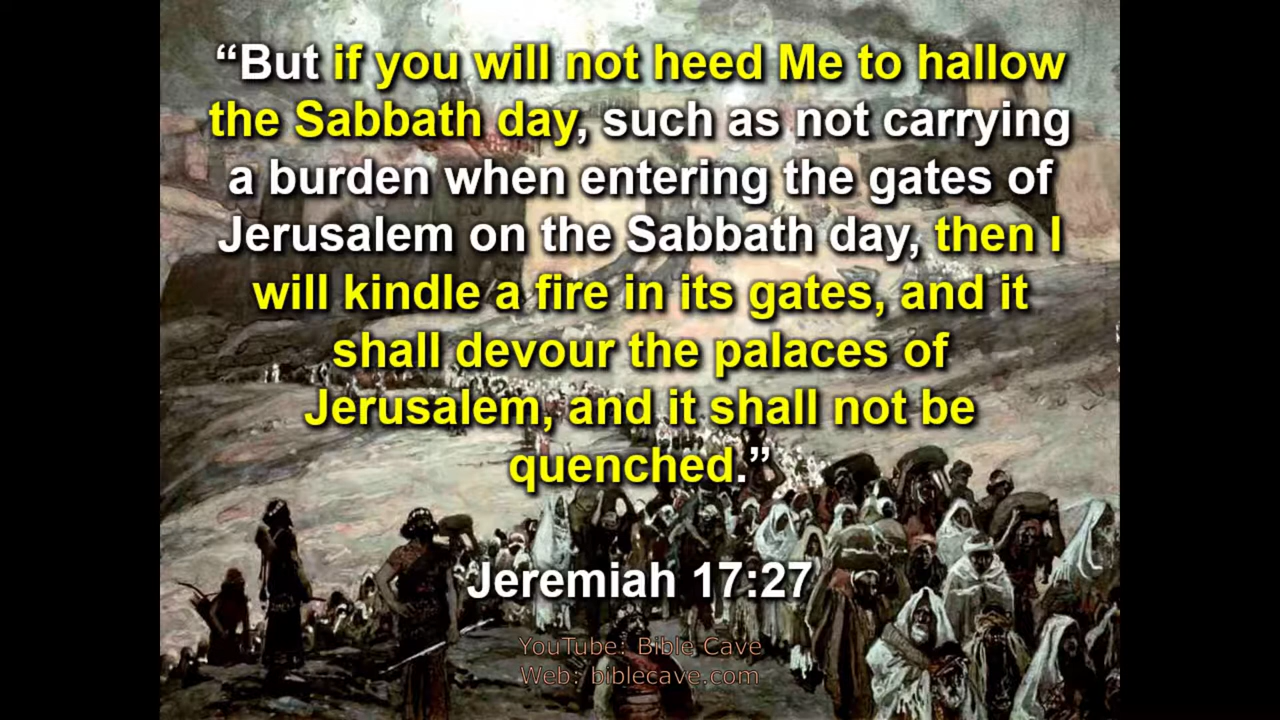 “But if you will not heed Me to hallow
the Sabbath day, such as not carrying
a burden when entering the gates of
Jerusalem on the Sabbath day, then I
will kindle a fire in its gates, and it
shall devour the palaces of
Jerusalem, and it shall not be
quenched.”
Jeremiah 17:27
YouTube: Bible Cave
Web: biblecave.com